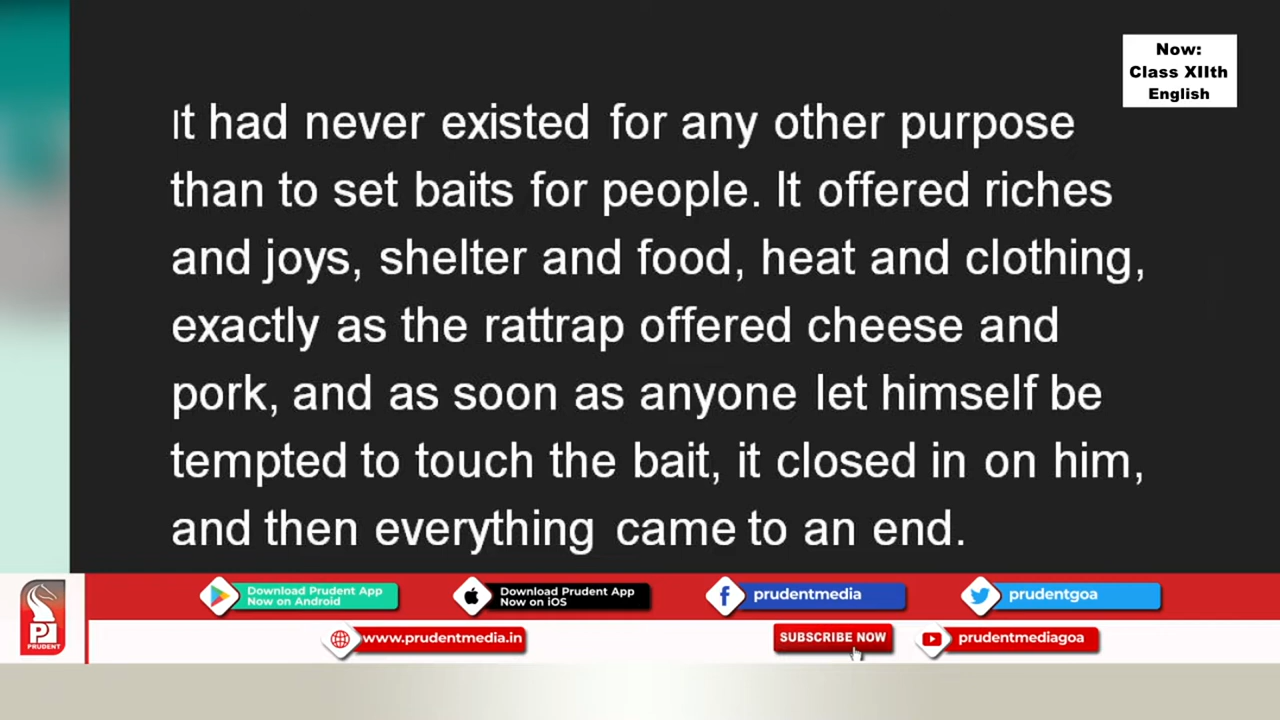 Now:
Class XIIth
English
It had never existed for any other purpose
than to set baits for people. It offered riches
and joys, shelter and food, heat and clothing,
exactly as the rattrap offered cheese and
pork, and as soon as anyone let himself be
tempted to touch the bait, it closed in on him,
and then everything came to an end.
PRUDENT
Download Prudent App
Now on Android
Download Prudent App
Now on iOS
prudentmedia
prudentgoa
www.prudentmedia.in
SUBSCRIBE NOW
prudentmediagoa